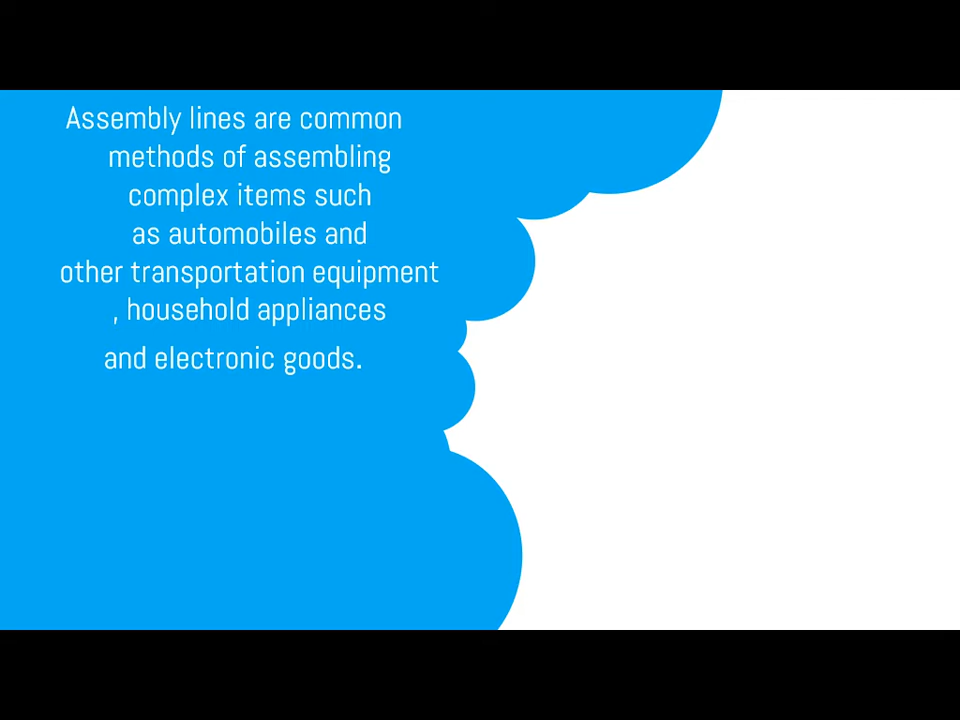 Assembly lines are common
methods of assembling
complex items such
as automobiles and
other transportation equipment
, household appliances
and electronic goods.